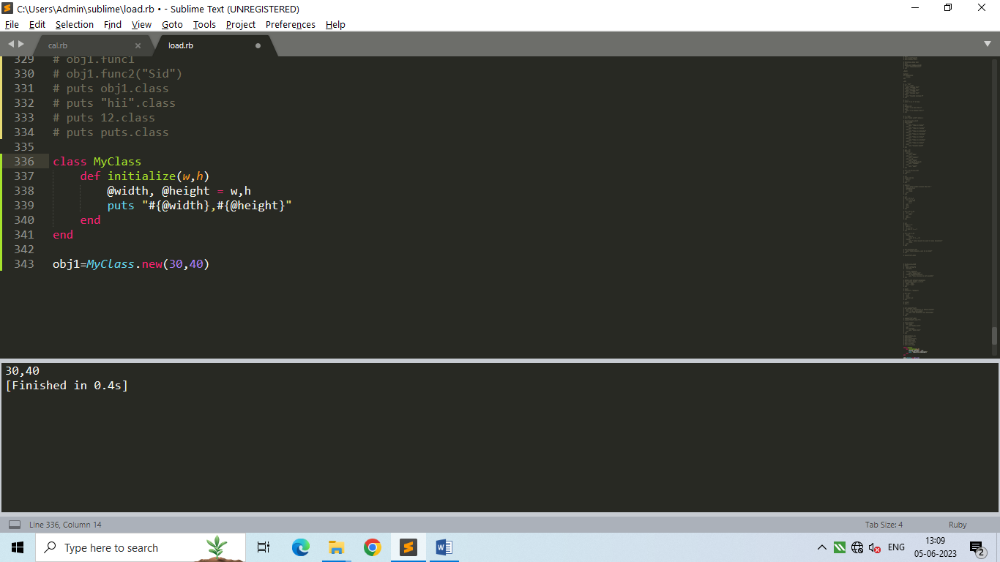 C:\Users\Admin\sublime\load.rb • - Sublime Text (UNREGISTERED)
File Edit Selection Find View Goto Tools Project Preferences Help
cal.rb × load.rb
329 # obj1.func1
330 # obj1.func2("Sid")
331 # puts obj1.class
332 # puts "hii".class
333 # puts 12.class
334 # puts puts.class
335
336 class MyClass
337     def initialize(w,h)
338         @width, @height = w,h
339         puts "#{@width},#{@height}"
340     end
341 end
342
343 obj1=MyClass.new(30,40)
30,40
[Finished in 0.4s]
Line 336, Column 14 Tab Size: 4 Ruby
Type here to search ENG 13:09
05-06-2023 2